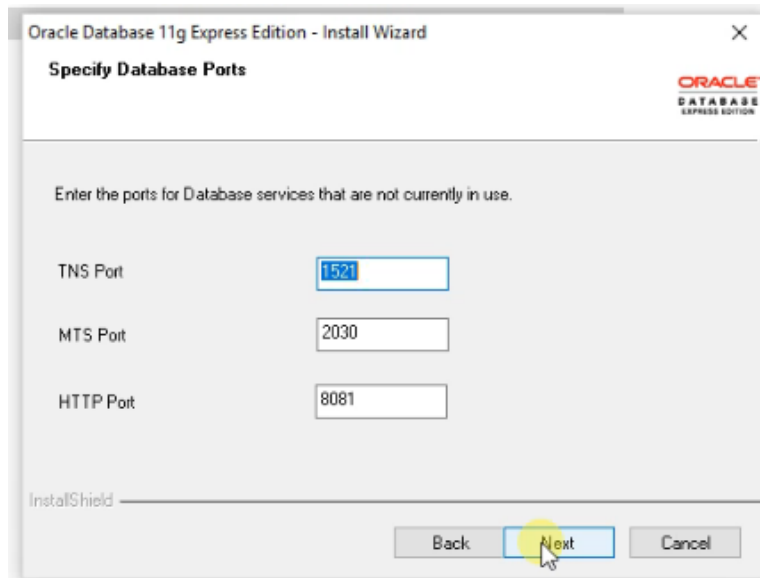 Oracle Database 11g Express Edition - Install Wizard
Specify Database Ports
ORACLE
DATABASE
EXPRESS EDITION
Enter the ports for Database services that are not currently in use.
TNS Port 1521
MTS Port 2030
HTTP Port 8081
InstallShield
Back Next Cancel